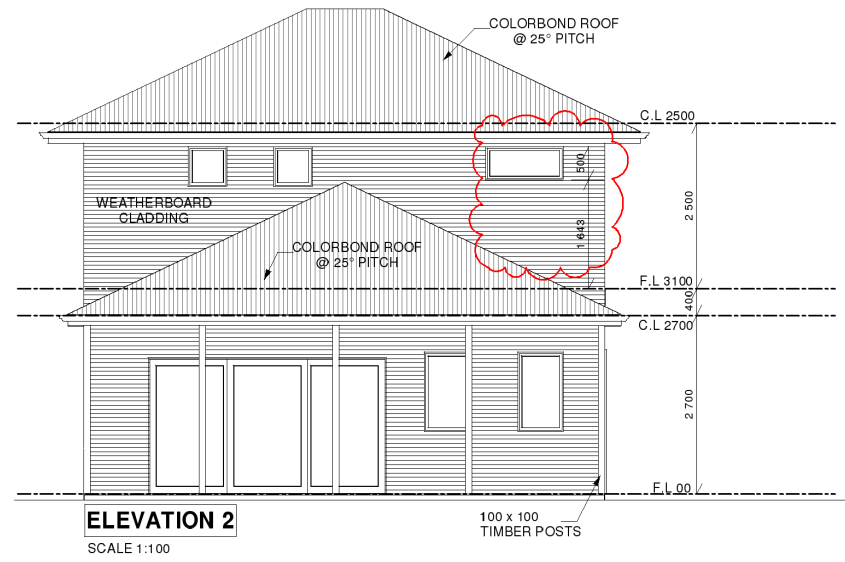 COLORBOND ROOF
@ 25° PITCH
C.L 2500
500
WEATHERBOARD
CLADDING
2 500
1 643
COLORBOND ROOF
@ 25° PITCH
F.L 3100
400
C.L 2700
2 700
F.L 00
ELEVATION 2
100 x 100
TIMBER POSTS
SCALE 1:100